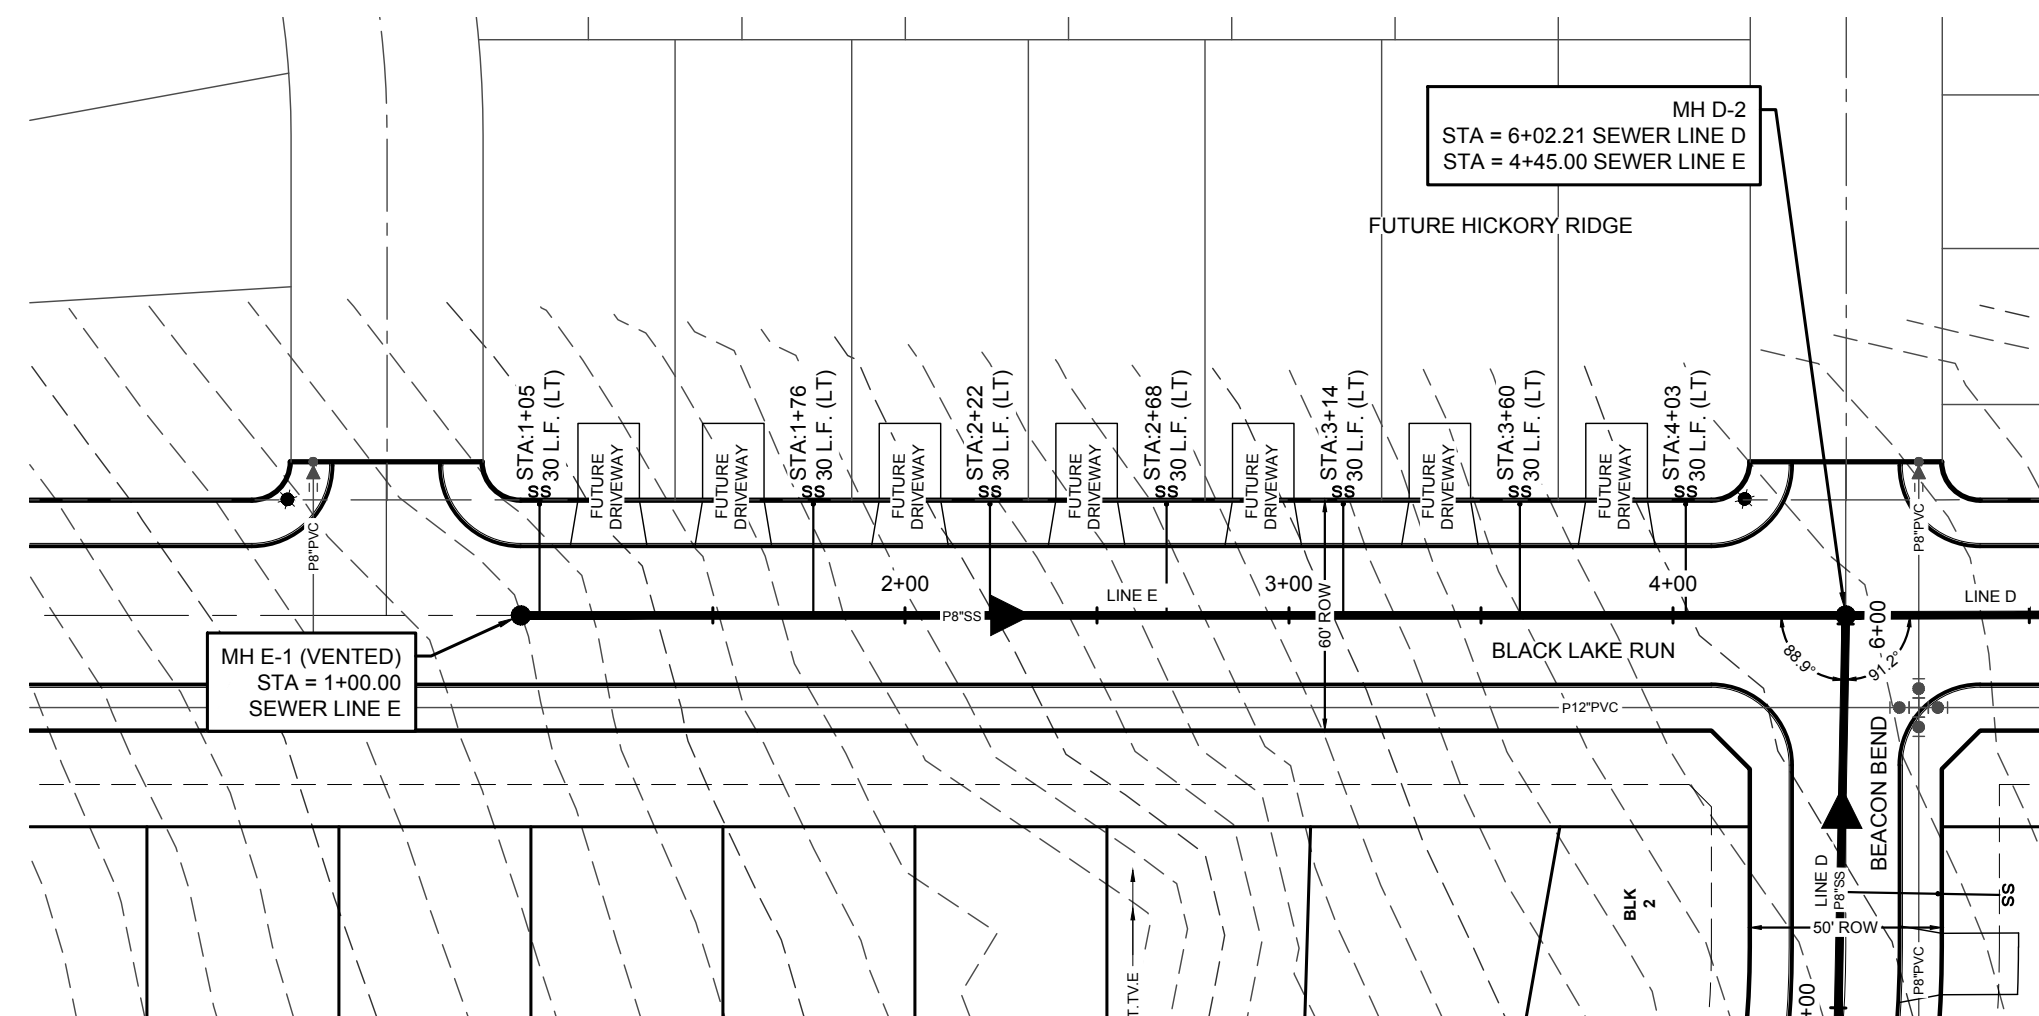 MH D-2
STA = 6+02.21 SEWER LINE D
STA = 4+45.00 SEWER LINE E
FUTURE HICKORY RIDGE
STA:1+05
30 L.F. (LT)
SS
FUTURE
DRIVEWAY
FUTURE
DRIVEWAY
STA:1+76
30 L.F. (LT)
SS
FUTURE
DRIVEWAY
STA:2+22
30 L.F. (LT)
SS
FUTURE
DRIVEWAY
STA:2+68
30 L.F. (LT)
SS
FUTURE
DRIVEWAY
STA:3+14
30 L.F. (LT)
SS
FUTURE
DRIVEWAY
STA:3+60
30 L.F. (LT)
SS
FUTURE
DRIVEWAY
STA:4+03
30 L.F. (LT)
SS
P8"PVC
P8"PVC
2+00
LINE E
3+00
4+00
LINE D
P8"SS
60' ROW
6+00
BLACK LAKE RUN
88.9°
91.2°
MH E-1 (VENTED)
STA = 1+00.00
SEWER LINE E
P12"PVC
BEACON BEND
LINE D
P8"SS
SS
BLK
2
50' ROW
P8"PVC
T.TV.E
+00